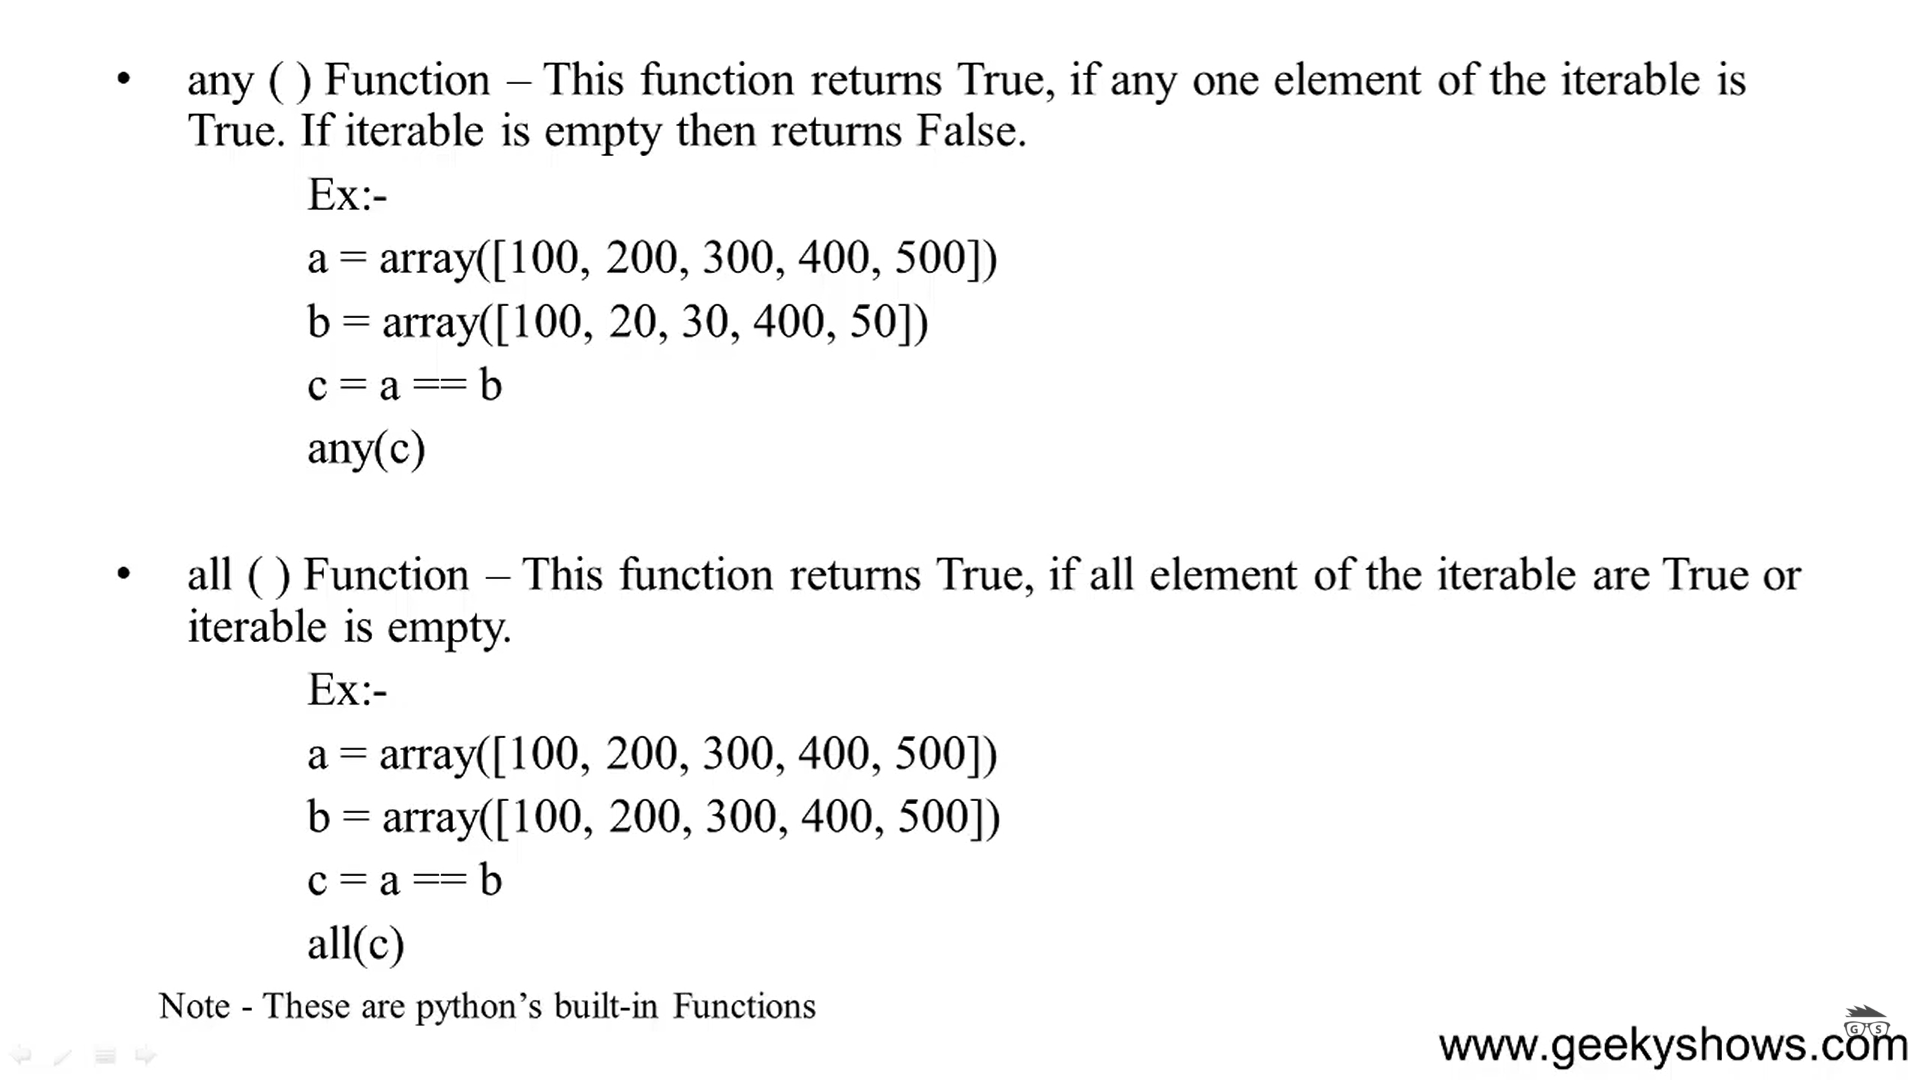 • any ( ) Function – This function returns True, if any one element of the iterable is
True. If iterable is empty then returns False.
Ex:-
a = array([100, 200, 300, 400, 500])
b = array([100, 20, 30, 400, 50])
c = a == b
any(c)
• all ( ) Function – This function returns True, if all element of the iterable are True or
iterable is empty.
Ex:-
a = array([100, 200, 300, 400, 500])
b = array([100, 200, 300, 400, 500])
c = a == b
all(c)
Note - These are python’s built-in Functions
G S
www.geekyshows.com